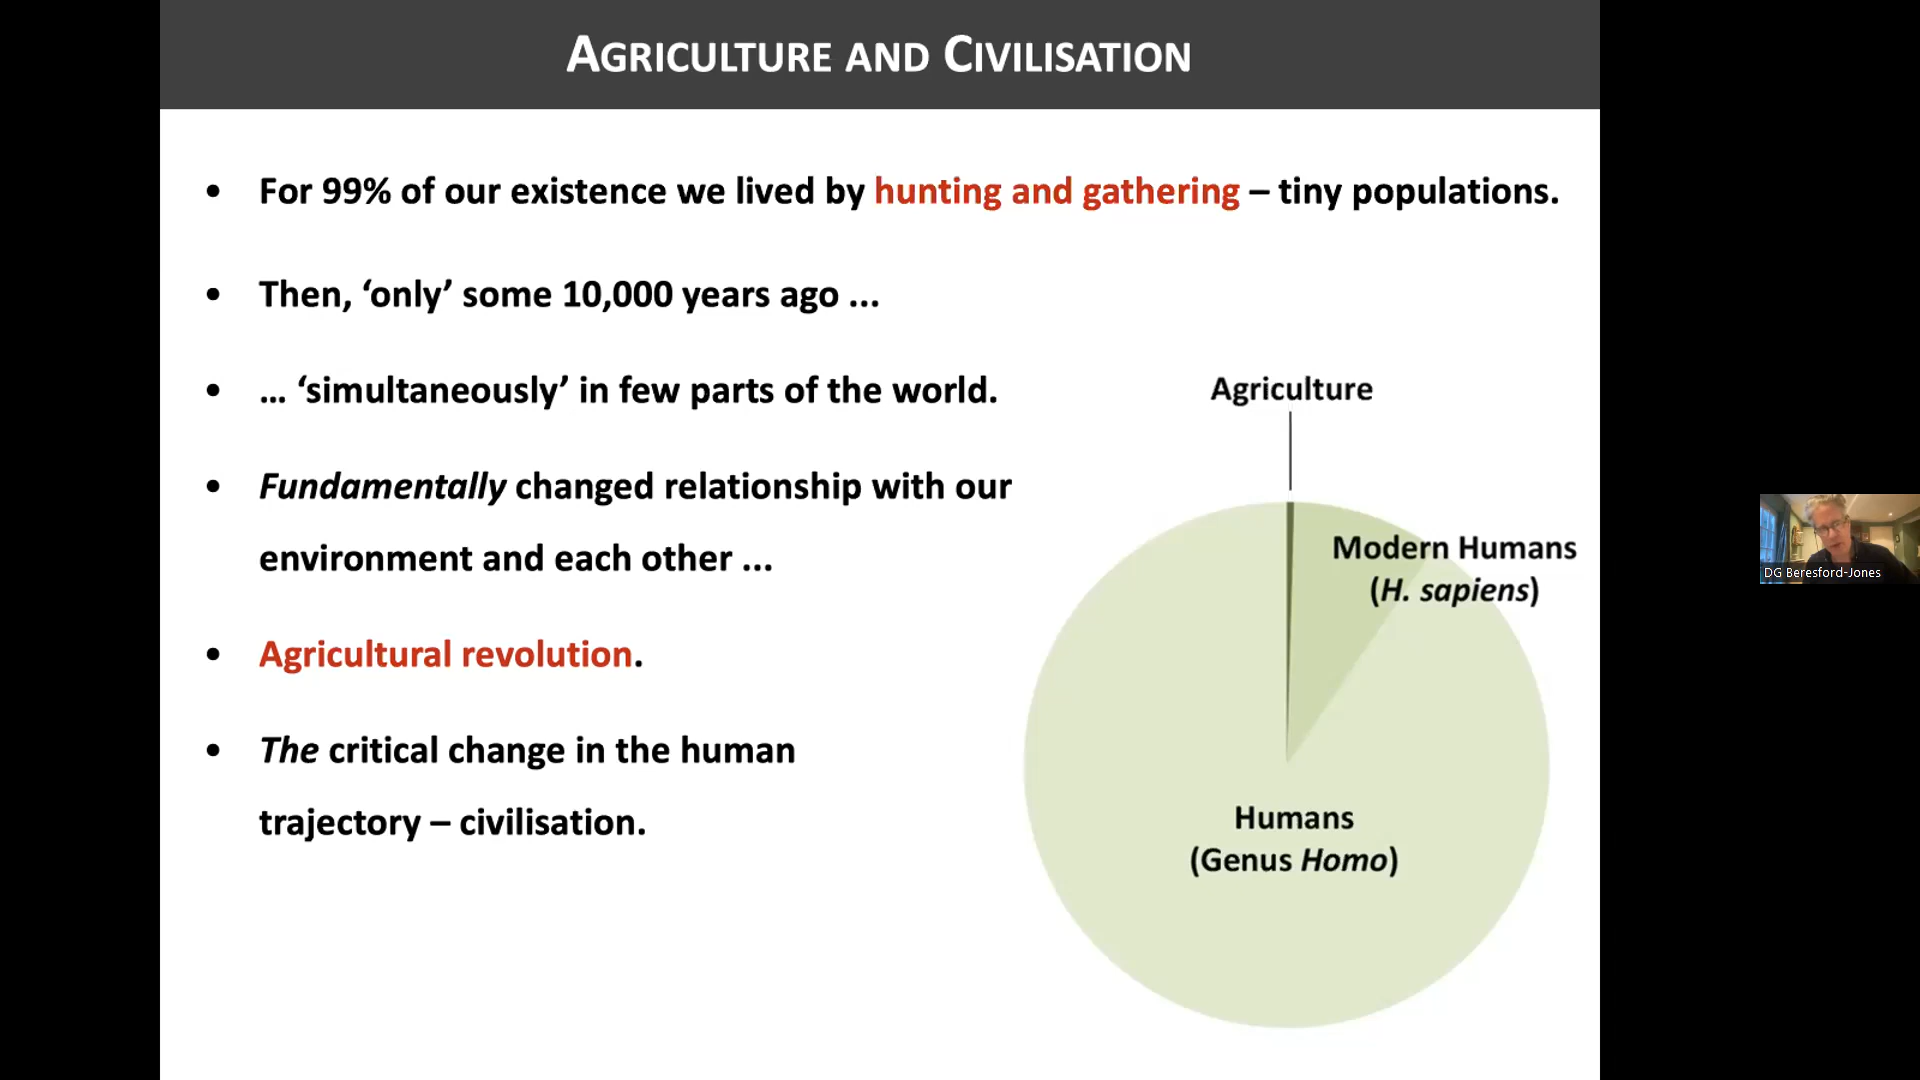 AGRICULTURE AND CIVILISATION
• For 99% of our existence we lived by hunting and gathering – tiny populations.
• Then, ‘only’ some 10,000 years ago ...
• ... ‘simultaneously’ in few parts of the world.
• Fundamentally changed relationship with our
environment and each other ...
• Agricultural revolution.
• The critical change in the human
trajectory – civilisation.
Agriculture
Modern Humans
(H. sapiens)
Humans
(Genus Homo)
DG Beresford-Jones